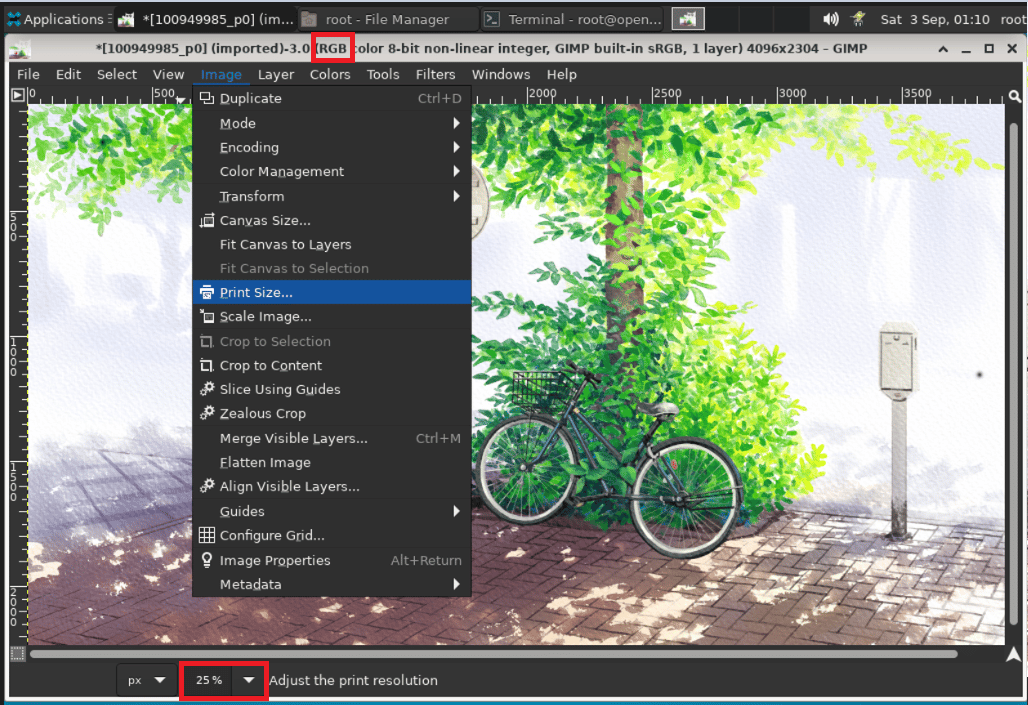 Applications *[100949985_p0] (im... root - File Manager Terminal - root@open... Sat 3 Sep, 01:10 root
*[100949985_p0] (imported)-3.0 (RGB color 8-bit non-linear integer, GIMP built-in sRGB, 1 layer) 4096x2304 – GIMP
File Edit Select View Image Layer Colors Tools Filters Windows Help
0 500 2000 2500 3000 3500
Duplicate Ctrl+D
Mode
Encoding
Color Management
Transform
Canvas Size...
Fit Canvas to Layers
Fit Canvas to Selection
Print Size...
Scale Image...
Crop to Selection
Crop to Content
Slice Using Guides
Zealous Crop
Merge Visible Layers... Ctrl+M
Flatten Image
Align Visible Layers...
Guides
Configure Grid...
Image Properties Alt+Return
Metadata
500
1000
1500
2000
px 25 % Adjust the print resolution